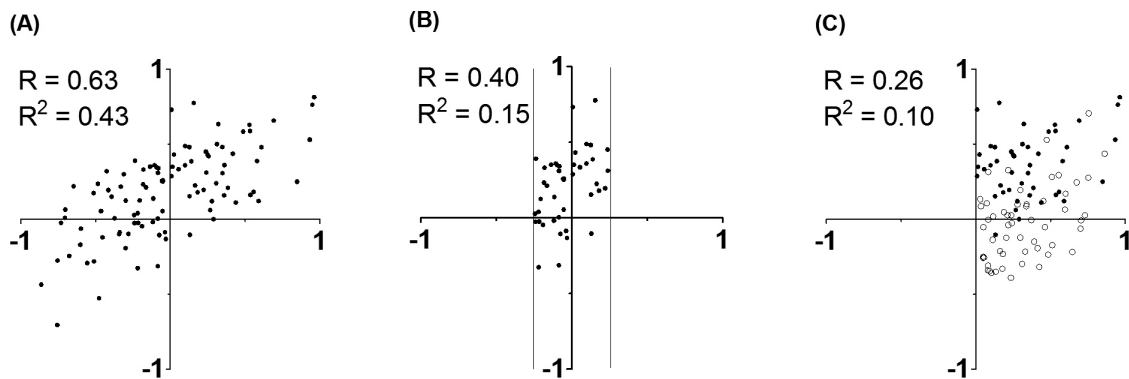 (A)
R = 0.63
R² = 0.43
1
-1
1
-1
(B)
R = 0.40
R² = 0.15
1
-1
1
-1
(C)
R = 0.26
R² = 0.10
1
-1
1
-1